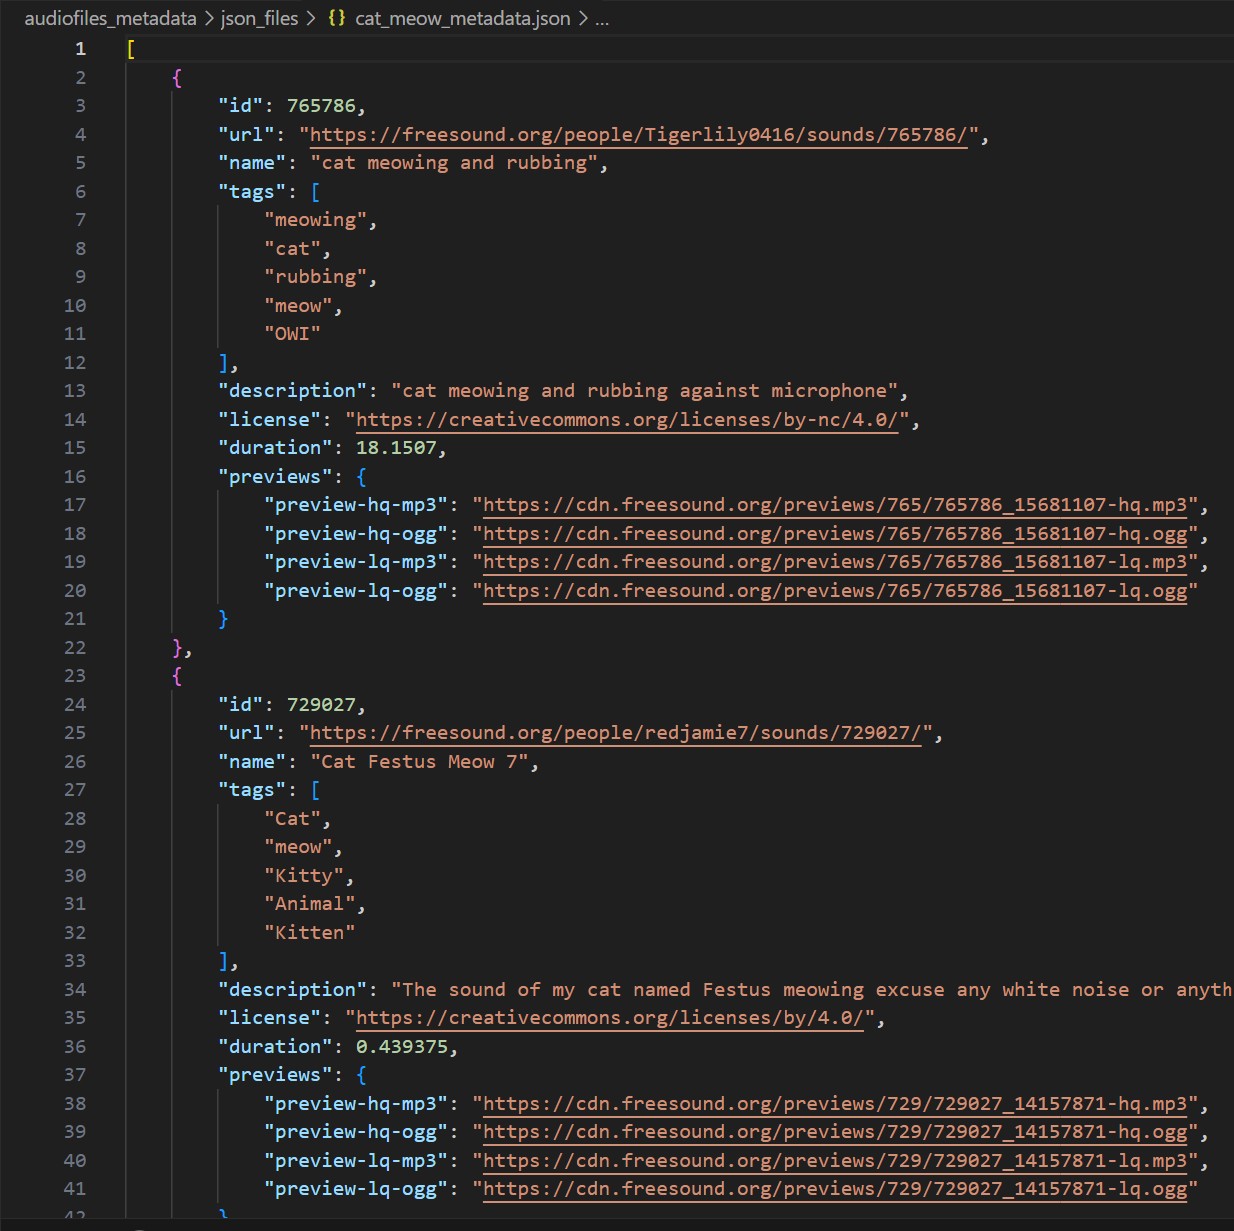 audiofiles_metadata > json_files > {} cat_meow_metadata.json > ...
1 [
2 {
3 "id": 765786,
4 "url": "https://freesound.org/people/Tigerlily0416/sounds/765786/",
5 "name": "cat meowing and rubbing",
6 "tags": [
7 "meowing",
8 "cat",
9 "rubbing",
10 "meow",
11 "OWI"
12 ],
13 "description": "cat meowing and rubbing against microphone",
14 "license": "https://creativecommons.org/licenses/by-nc/4.0/",
15 "duration": 18.1507,
16 "previews": {
17 "preview-hq-mp3": "https://cdn.freesound.org/previews/765/765786_15681107-hq.mp3",
18 "preview-hq-ogg": "https://cdn.freesound.org/previews/765/765786_15681107-hq.ogg",
19 "preview-lq-mp3": "https://cdn.freesound.org/previews/765/765786_15681107-lq.mp3",
20 "preview-lq-ogg": "https://cdn.freesound.org/previews/765/765786_15681107-lq.ogg"
21 }
22 },
23 {
24 "id": 729027,
25 "url": "https://freesound.org/people/redjamie7/sounds/729027/",
26 "name": "Cat Festus Meow 7",
27 "tags": [
28 "Cat",
29 "meow",
30 "Kitty",
31 "Animal",
32 "Kitten"
33 ],
34 "description": "The sound of my cat named Festus meowing excuse any white noise or anyth
35 "license": "https://creativecommons.org/licenses/by/4.0/",
36 "duration": 0.439375,
37 "previews": {
38 "preview-hq-mp3": "https://cdn.freesound.org/previews/729/729027_14157871-hq.mp3",
39 "preview-hq-ogg": "https://cdn.freesound.org/previews/729/729027_14157871-hq.ogg",
40 "preview-lq-mp3": "https://cdn.freesound.org/previews/729/729027_14157871-lq.mp3",
41 "preview-lq-ogg": "https://cdn.freesound.org/previews/729/729027_14157871-lq.ogg"
42 }